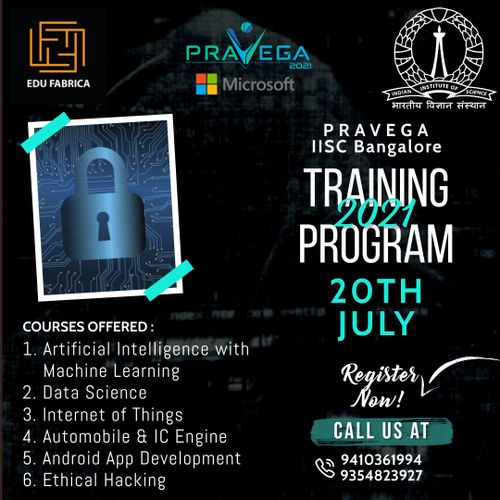 EDU FABRICA
PRAVEGA
2021
Microsoft
INDIAN INSTITUTE OF SCIENCE
भारतीय विज्ञान संस्थान
PRAVEGA
IISC Bangalore
TRAINING
2021
PROGRAM
20TH
JULY
COURSES OFFERED :
1. Artificial Intelligence with
Machine Learning
2. Data Science
3. Internet of Things
4. Automobile & IC Engine
5. Android App Development
6. Ethical Hacking
Register
Now!
CALL US AT
9410361994
9354823927